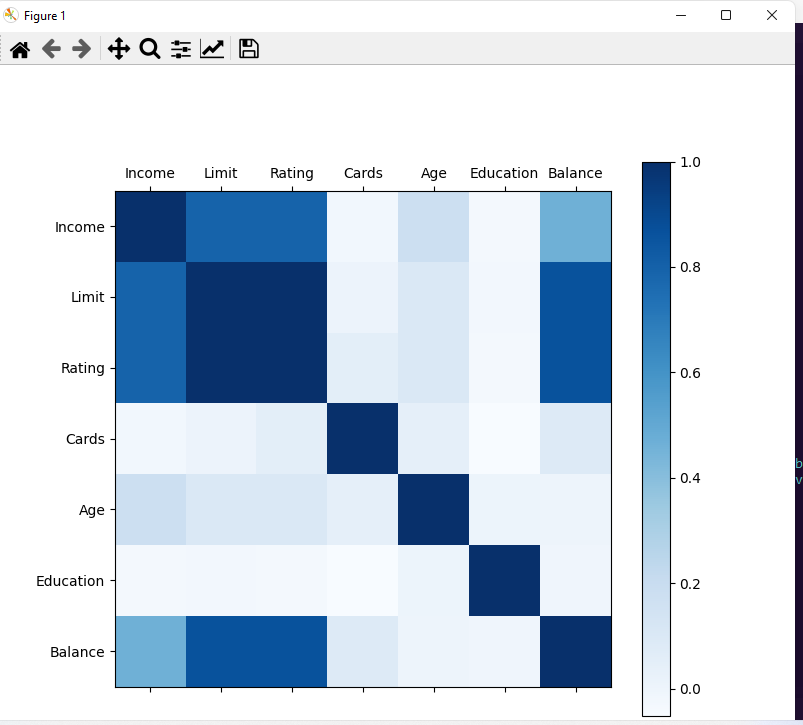 Figure 1
Income Limit Rating Cards Age Education Balance
Income
Limit
Rating
Cards
Age
Education
Balance
1.0
0.8
0.6
0.4
0.2
0.0
b
v